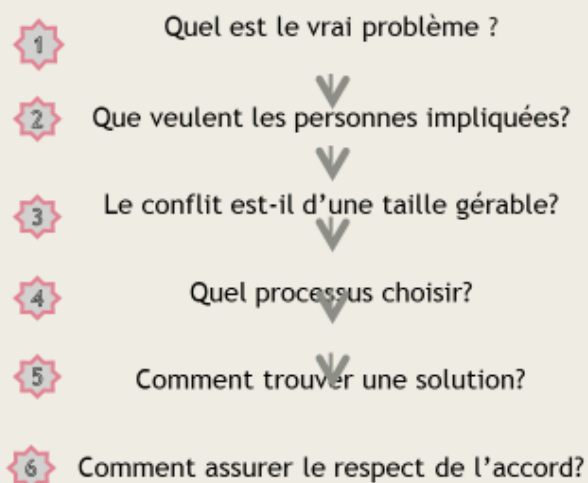 1 Quel est le vrai problème ?
2 Que veulent les personnes impliquées?
3 Le conflit est-il d’une taille gérable?
4 Quel processus choisir?
5 Comment trouver une solution?
6 Comment assurer le respect de l’accord?